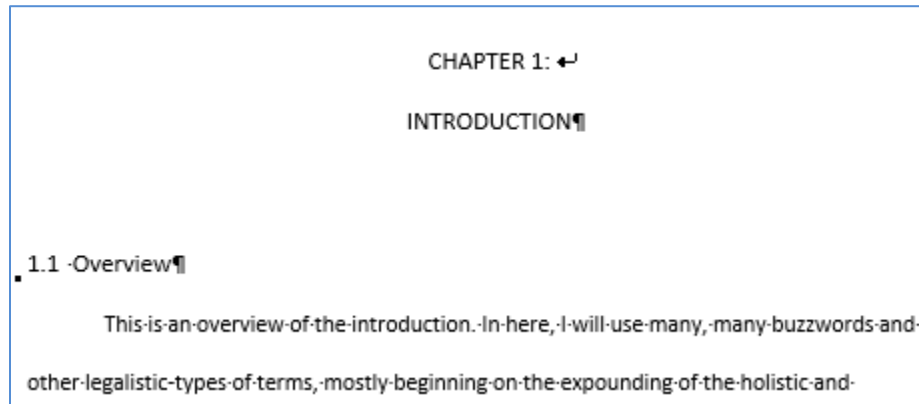 CHAPTER 1: ↵
INTRODUCTION¶
1.1 ·Overview¶
This·is·an·overview·of·the·introduction.·In·here,·I·will·use·many,·many·buzzwords·and·
other·legalistic-types·of·terms,·mostly·beginning·on·the·expounding·of·the·holistic·and·